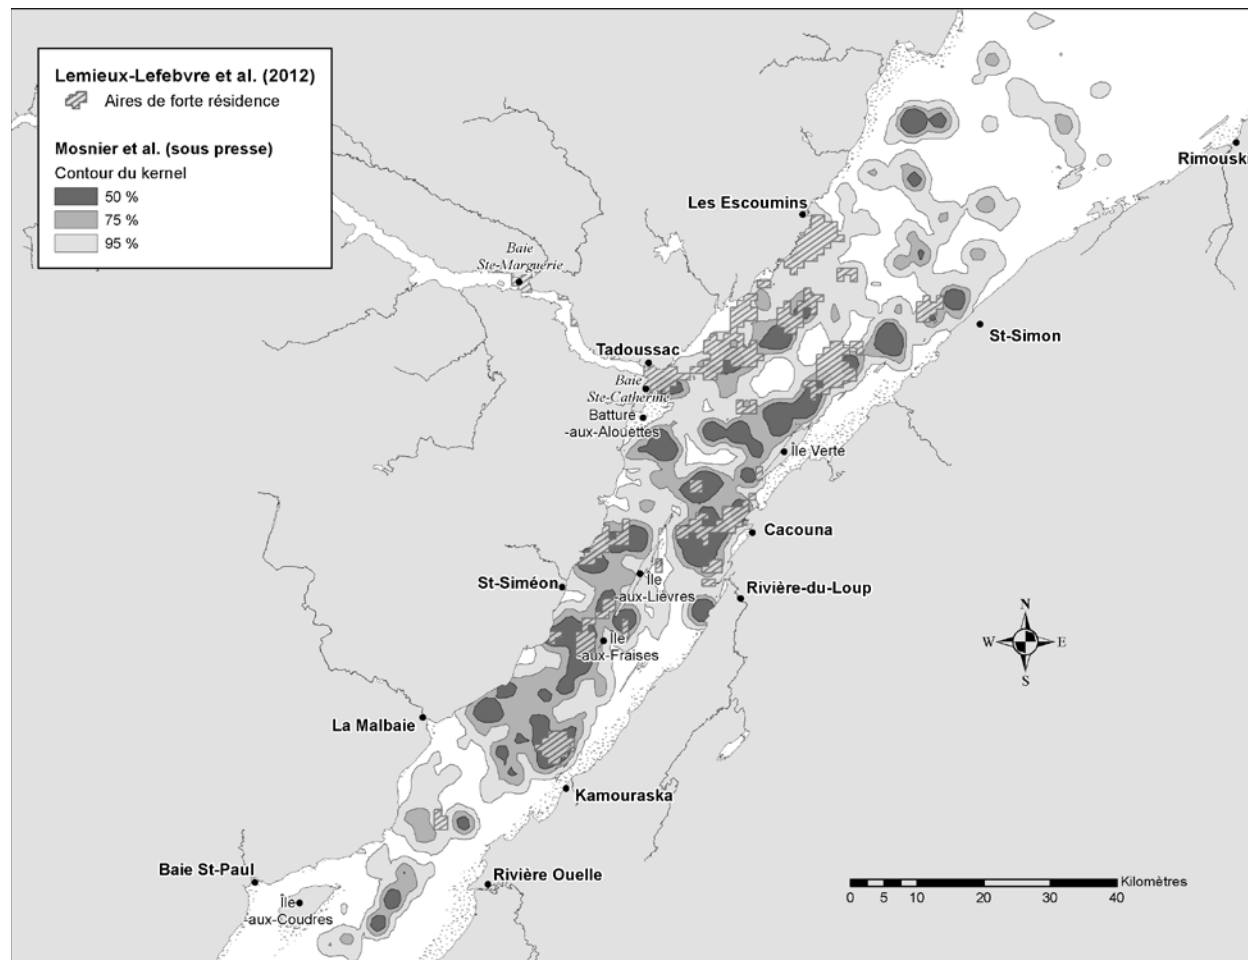 Lemieux-Lefebvre et al. (2012)
Aires de forte résidence
Mosnier et al. (sous presse)
Contour du kernel
50 %
75 %
95 %
Rimouski
Les Escoumins
Baie
Ste-Marguerie
St-Simon
Tadoussac
Baie
Ste-Catherine
Batture
-aux-Alouettes
Île Verte
Cacouna
St-Siméon
Île
-aux-Lièvres
Rivière-du-Loup
Île
-aux-Fraises
N
W
E
S
La Malbaie
Kamouraska
Baie St-Paul
Rivière Ouelle
Île
-aux-Coudres
Kilomètres
0 5 10 20 30 40